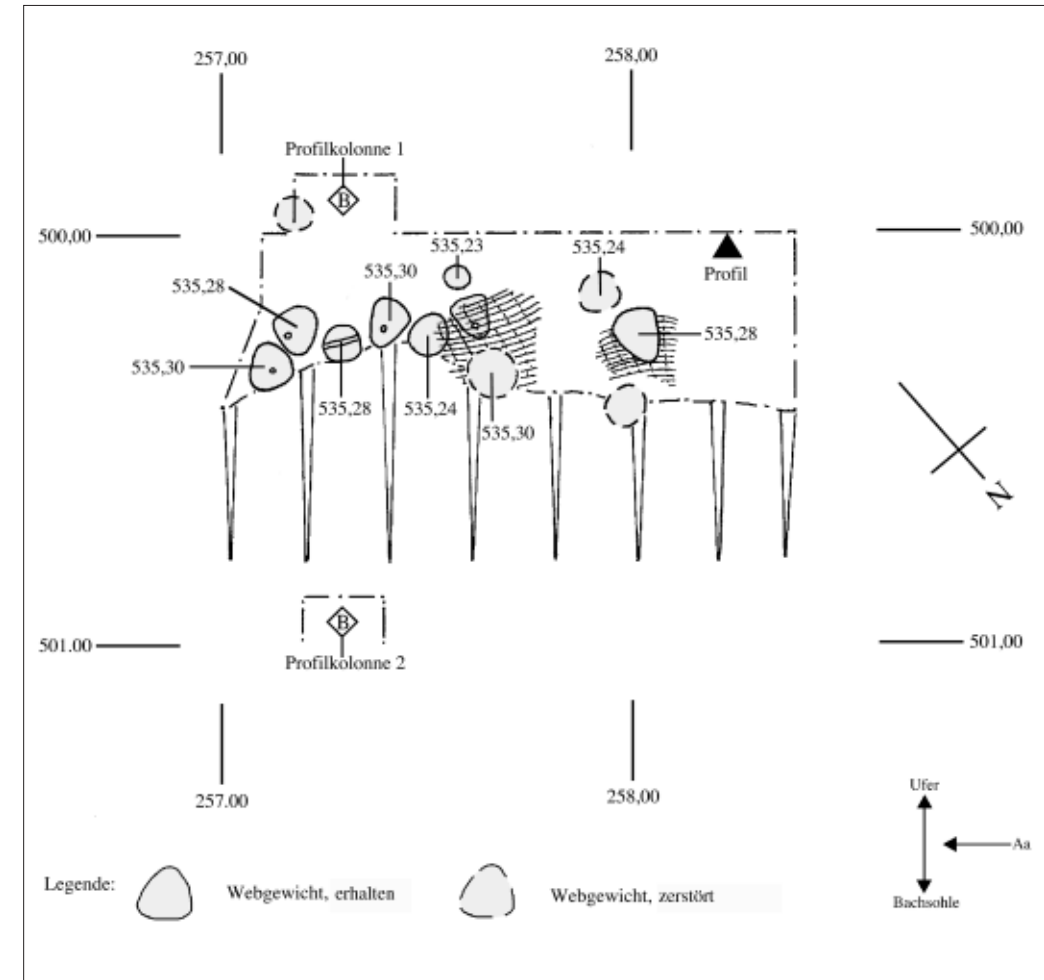 257,00
258,00
Profilkolonne 1
B
500,00
500,00
535,23
535,24
Profil
535,30
535,28
535,28
535,30
535,28
535,24
535,30
N
B
501.00
501,00
Profilkolonne 2
257.00
258,00
Ufer
Aa
Bachsohle
Legende:
Webgewicht, erhalten
Webgewicht, zerstört